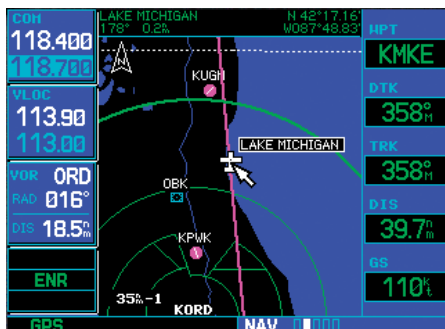 COM
118.400
118.700
VLOC
113.90
113.00
VOR ORD
RAD 016°
DIS 18.5nm
ENR
GPS
LAKE MICHIGAN
178° 0.2nm
N 42°17.16'
W087°48.83'
N
KUGN
LAKE MICHIGAN
OBK
KPWK
35nm-1
KORD
NAV
WPT
KMKE
DTK
358°M
TRK
358°M
DIS
39.7nm
GS
110kt